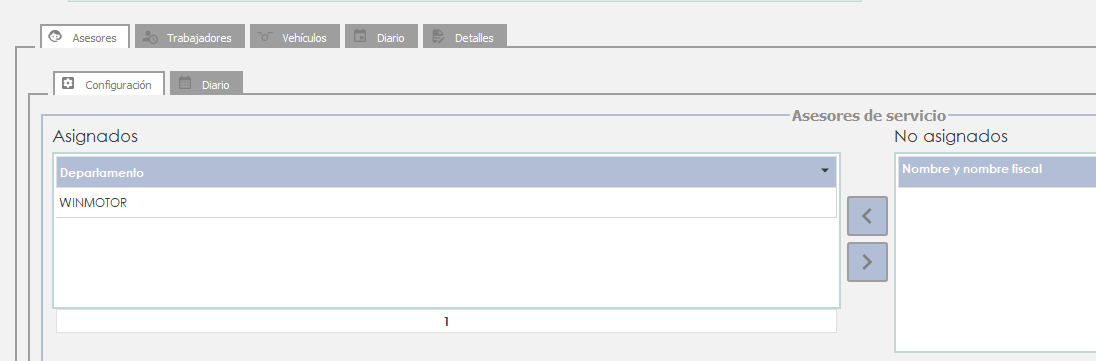 Asesores
Trabajadores
Vehículos
Diario
Detalles
Configuración
Diario
Asesores de servicio
Asignados
No asignados
Departamento
Nombre y nombre fiscal
WINMOTOR
1